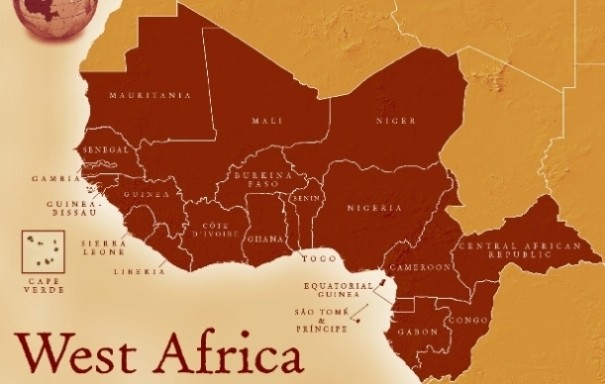 MAURITANIA
MALI
NIGER
SENEGAL
GAMBIA
GUINEA-
BISSAU
GUINEA
BURKINA
FASO
BENIN
NIGERIA
SIERRA
LEONE
LIBERIA
CÔTE
D'IVOIRE
GHANA
TOGO
CAPE
VERDE
CENTRAL AFRICAN
REPUBLIC
CAMEROON
EQUATORIAL
GUINEA
SÃO TOMÉ
&
PRÍNCIPE
GABON
CONGO
West Africa